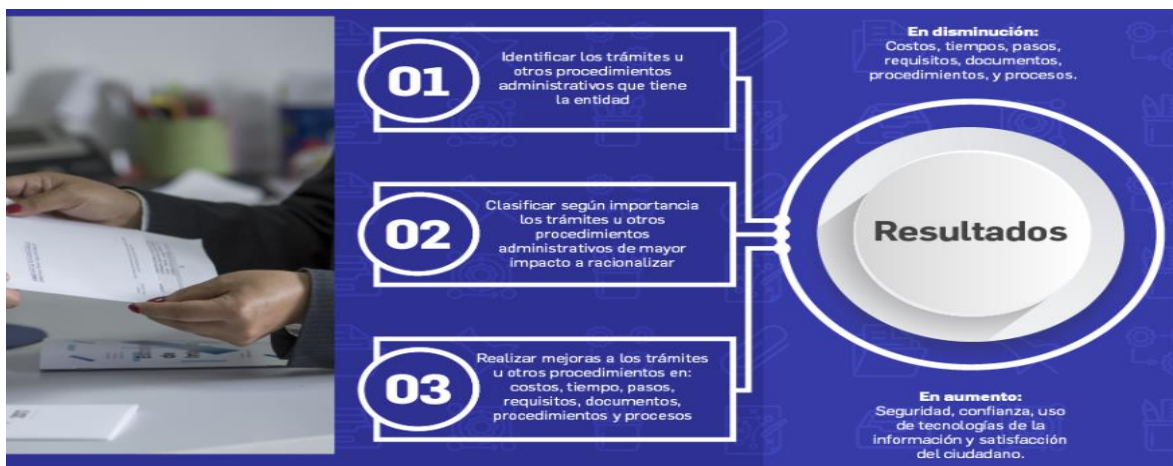 01
Identificar los trámites u
otros procedimientos
administrativos que tiene
la entidad
02
Clasificar según importancia
los trámites u otros
procedimientos
administrativos de mayor
impacto a racionalizar
03
Realizar mejoras a los trámites
u otros procedimientos en:
costos, tiempo, pasos,
requisitos, documentos,
procedimientos y procesos
En disminución:
Costos, tiempos, pasos,
requisitos, documentos,
procedimientos, y procesos.
Resultados
En aumento:
Seguridad, confianza, uso
de tecnologías de la
información y satisfacción
del ciudadano.